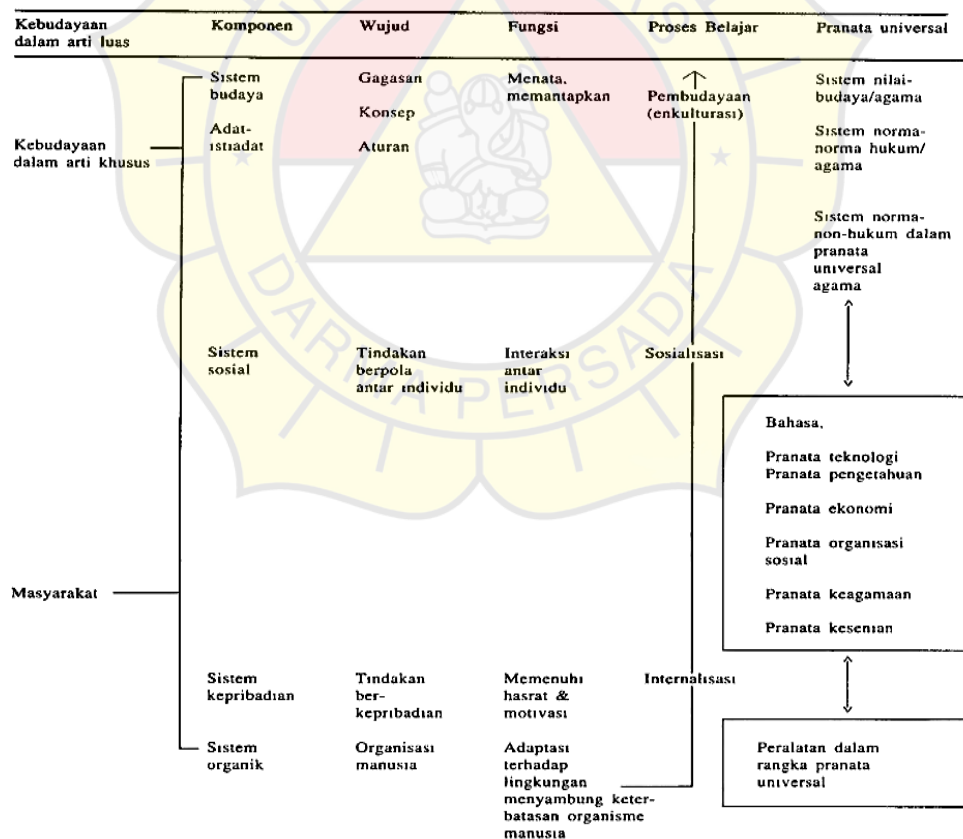 Kebudayaan dalam arti luas
Komponen
Wujud
Fungsi
Proses Belajar
Pranata universal
Sistem budaya
Gagasan
Menata, memantapkan
Pembudayaan (enkulturasi)
Sistem nilai-budaya/agama
Kebudayaan dalam arti khusus
Adat-istiadat
Konsep
Aturan
Sistem norma-norma hukum/agama
Sistem norma-non-hukum dalam pranata universal agama
DARMA PERSADA
Sistem sosial
Tindakan berpola antar individu
Interaksi antar individu
Sosialisasi
Bahasa,
Pranata teknologi
Pranata pengetahuan
Pranata ekonomi
Pranata organisasi sosial
Pranata keagamaan
Pranata kesenian
Masyarakat
Sistem kepribadian
Tindakan ber-kepribadian
Memenuhi hasrat & motivasi
Internalisasi
Sistem organik
Organisasi manusia
Adaptasi terhadap lingkungan menyambung keter-batasan organisme manusia
Peralatan dalam rangka pranata universal